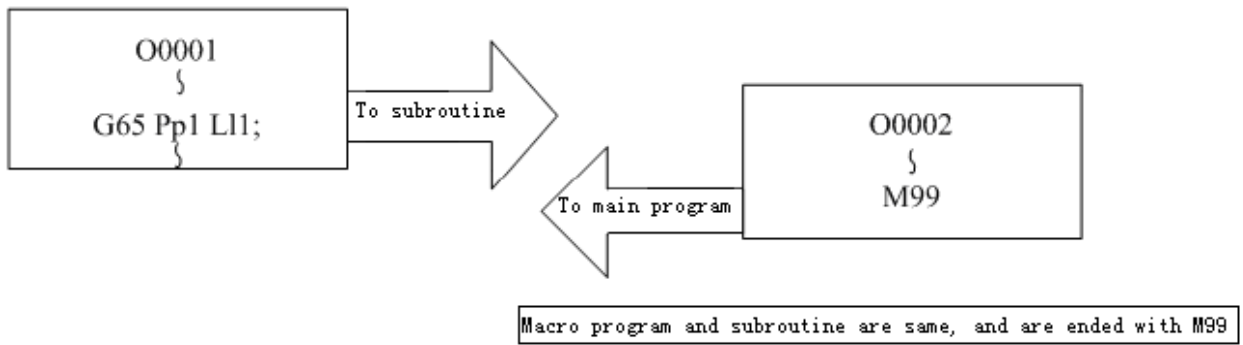 O0001
G65 Pp1 Ll1;
To subroutine
O0002
M99
To main program
Macro program and subroutine are same, and are ended with M99